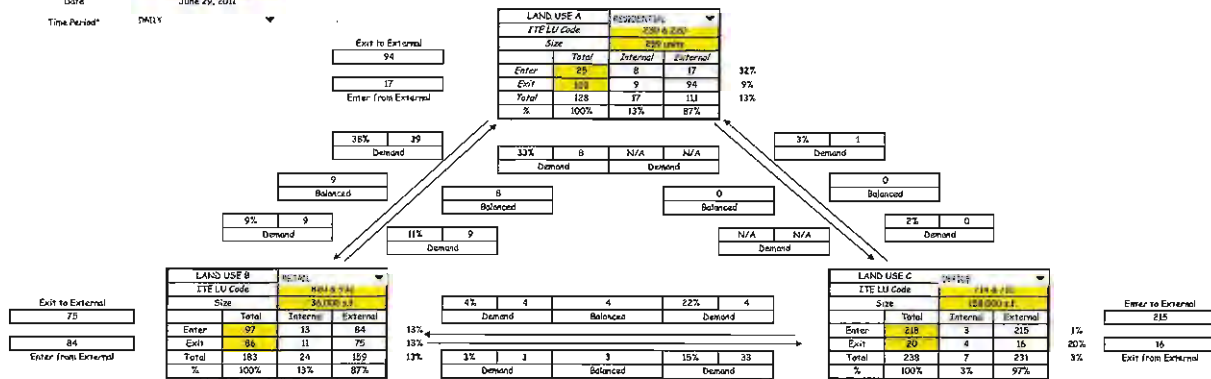 Date June 29, 2012
Time Period* DAILY
LAND USE A RESIDENTIAL
ITE LU Code 230 & 220
Size units
Total Internal External
Enter 25 8 17 32%
Exit 103 9 94 9%
Total 128 17 111 13%
% 100% 13% 87%
Exit to External
94
17
Enter from External
38% 39
Demand
33% 8 N/A N/A
Demand Demand
3% 1
Demand
9
Balanced
8
Balanced
0
Balanced
0
Balanced
9% 9
Demand
11% 9
Demand
N/A N/A
Demand
2% 0
Demand
LAND USE B RETAIL
ITE LU Code
Size 36,000 s.f.
Total Internal External
Enter 97 13 84 13%
Exit 86 11 75 13%
Total 183 24 159 13%
% 100% 13% 87%
Exit to External
75
84
Enter from External
4% 4 4 22% 4
Demand Balanced Demand
3% 3 3 15% 33
Demand Balanced Demand
LAND USE C OFFICE
ITE LU Code
Size 158,000 s.f.
Total Internal External
Enter 218 3 215 1%
Exit 20 4 16 20%
Total 238 7 231 3%
% 100% 3% 97%
Enter to External
215
16
Exit from External